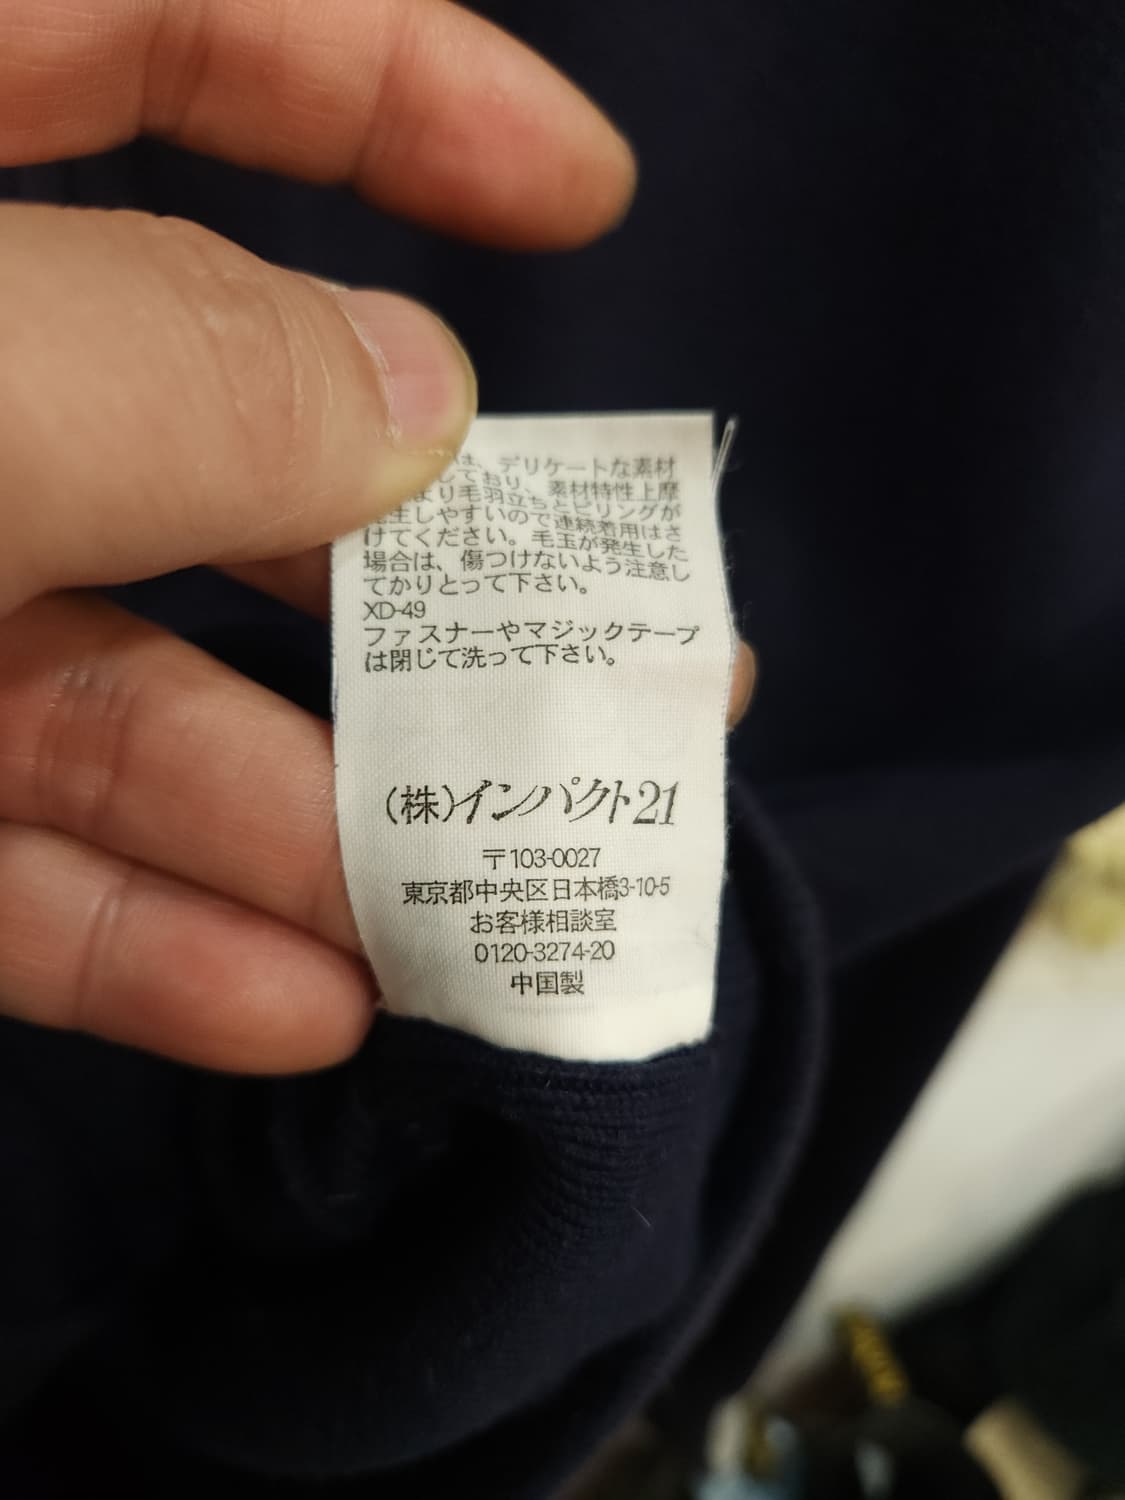 は、デリケートな素材
しており、素材特性上摩
より毛羽立ちとピリングが
発生しやすいので連続着用はさ
けてください。毛玉が発生した
場合は、傷つけないよう注意し
てかりとって下さい。
XD-49
ファスナーやマジックテープ
は閉じて洗って下さい。
(株)インパクト21
〒103-0027
東京都中央区日本橋3-10-5
お客様相談室
0120-3274-20
中国製